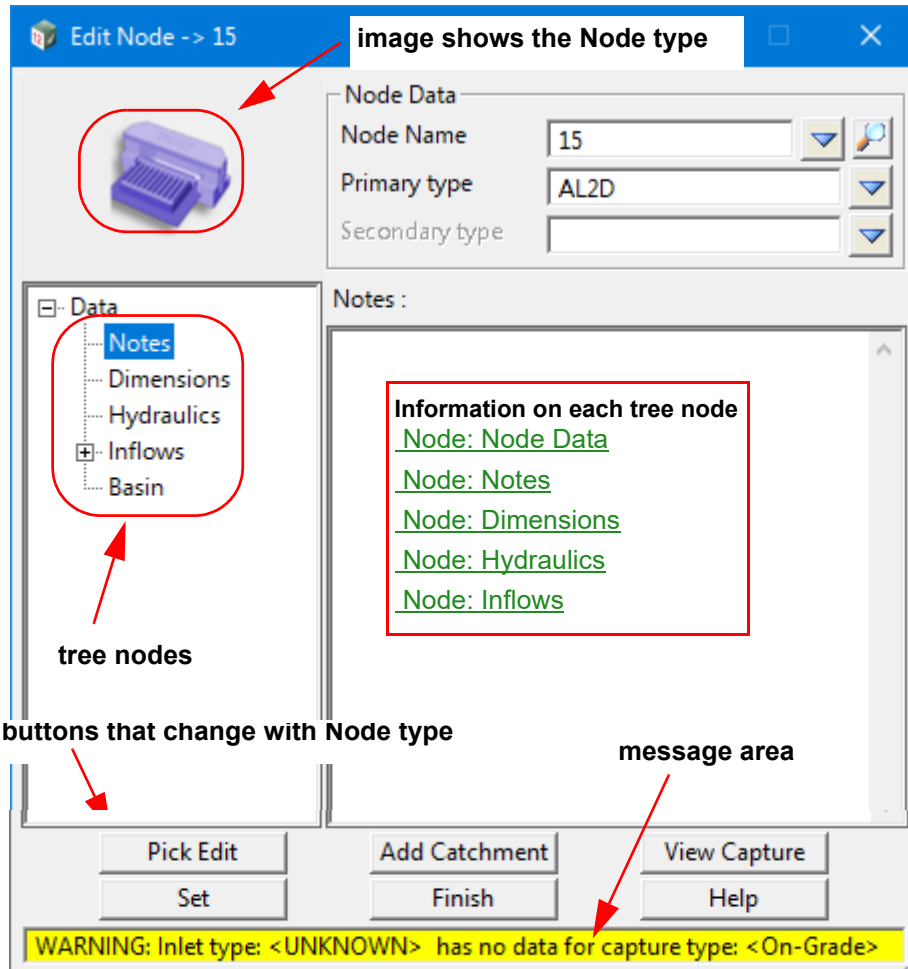 Edit Node -> 15
image shows the Node type
Node Data
Node Name
15
Primary type
AL2D
Secondary type
Data
Notes
Dimensions
Hydraulics
Inflows
Basin
tree nodes
Notes :
Information on each tree node
Node: Node Data
Node: Notes
Node: Dimensions
Node: Hydraulics
Node: Inflows
buttons that change with Node type
message area
Pick Edit
Add Catchment
View Capture
Set
Finish
Help
WARNING: Inlet type: <UNKNOWN> has no data for capture type: <On-Grade>